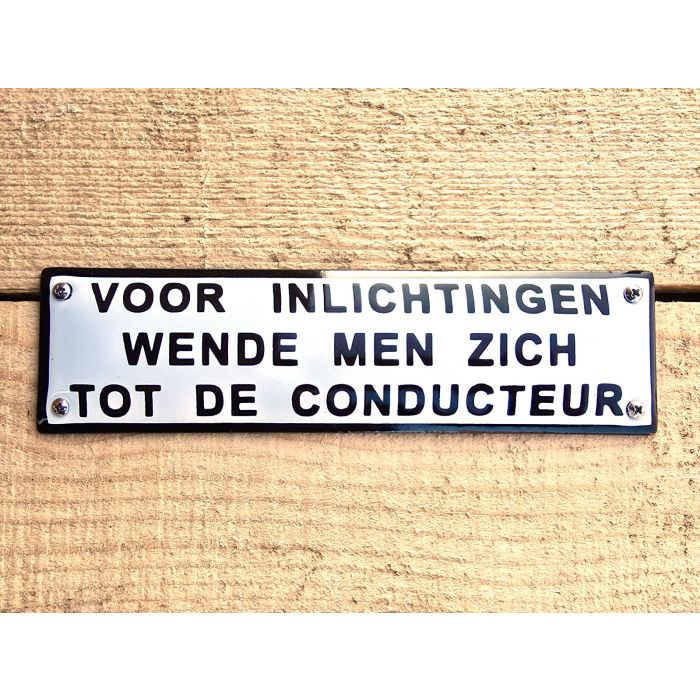 VOOR INLICHTINGEN
WENDE MEN ZICH
TOT DE CONDUCTEUR